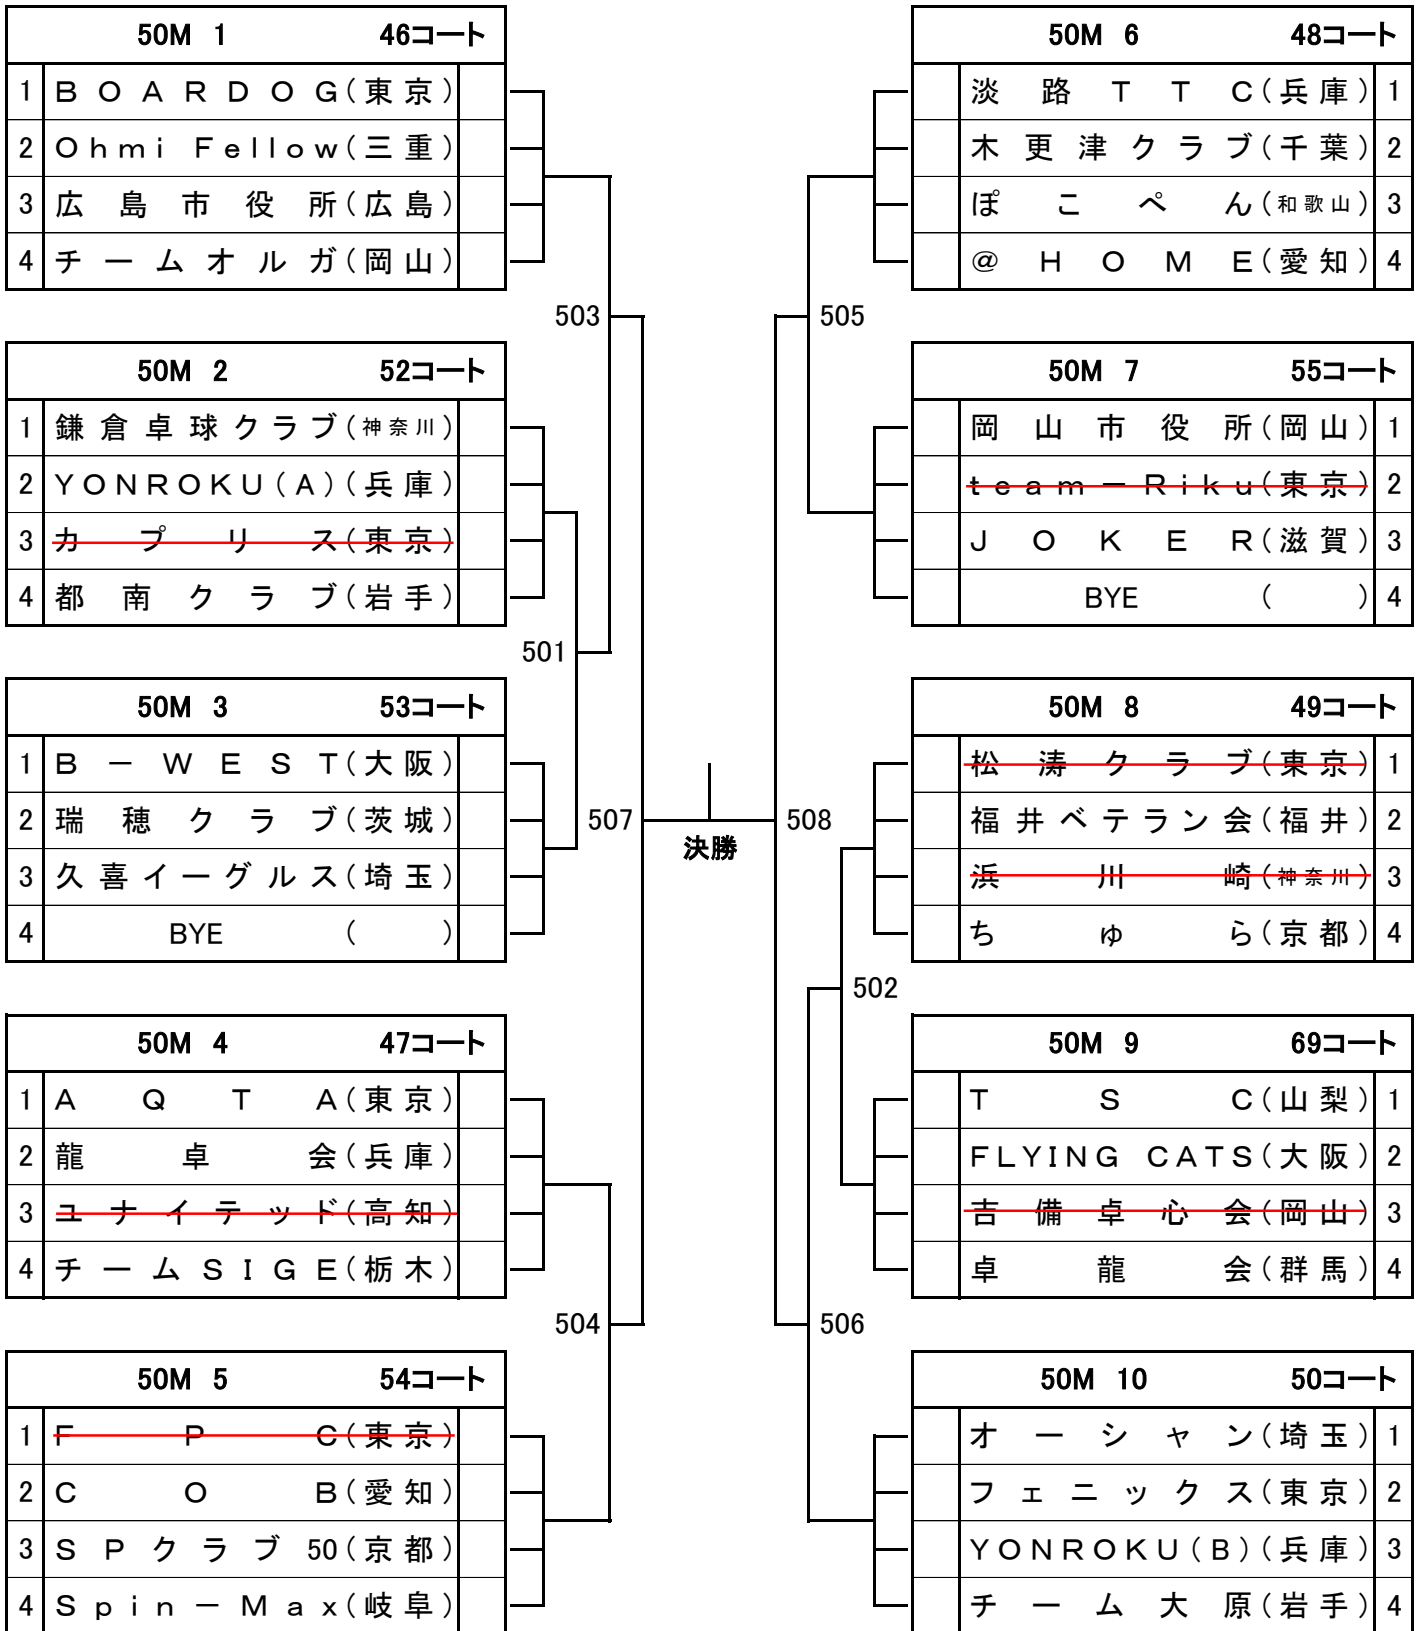 50M 1 46コート
1 BOARDOG(東京)
2 Ohmi Fellow(三重)
3 広島市役所(広島)
4 チームオルガ(岡山)
503
50M 2 52コート
1 鎌倉卓球クラブ(神奈川)
2 YONROKU(A)(兵庫)
3 カプリス(東京)
4 都南クラブ(岩手)
501
50M 3 53コート
1 B－WEST(大阪)
2 瑞穂クラブ(茨城)
3 久喜イーグルス(埼玉)
4 BYE ( )
507
50M 4 47コート
1 AQTA(東京)
2 龍卓会(兵庫)
3 ユナイテッド(高知)
4 チームSIGE(栃木)
504
50M 5 54コート
1 FPC(東京)
2 COB(愛知)
3 SPクラブ50(京都)
4 Spin－Max(岐阜)
決勝
50M 6 48コート
淡路TTC(兵庫) 1
木更津クラブ(千葉) 2
ぽこぺん(和歌山) 3
@HOME(愛知) 4
505
50M 7 55コート
岡山市役所(岡山) 1
team－Riku(東京) 2
JOKER(滋賀) 3
BYE ( ) 4
50M 8 49コート
松涛クラブ(東京) 1
福井ベテラン会(福井) 2
浜川崎(神奈川) 3
ちゅら(京都) 4
508
502
50M 9 69コート
TSC(山梨) 1
FLYING CATS(大阪) 2
吉備卓心会(岡山) 3
卓龍会(群馬) 4
506
50M 10 50コート
オーシャン(埼玉) 1
フェニックス(東京) 2
YONROKU(B)(兵庫) 3
チーム大原(岩手) 4